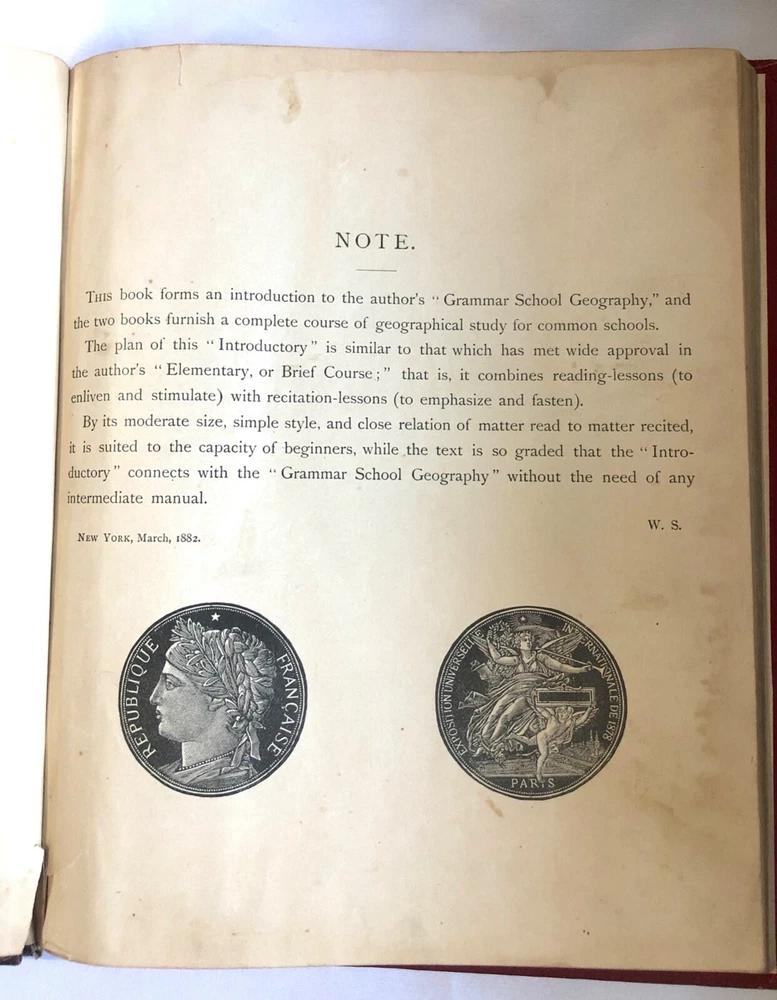 NOTE.
THIS book forms an introduction to the author's “Grammar School Geography,” and
the two books furnish a complete course of geographical study for common schools.
The plan of this “Introductory” is similar to that which has met wide approval in
the author's “Elementary, or Brief Course;” that is, it combines reading-lessons (to
enliven and stimulate) with recitation-lessons (to emphasize and fasten).
By its moderate size, simple style, and close relation of matter read to matter recited,
it is suited to the capacity of beginners, while the text is so graded that the “Intro-
ductory” connects with the “Grammar School Geography” without the need of any
intermediate manual.
W. S.
NEW YORK, March, 1882.
REPUBLIQUE FRANÇAISE
EXPOSITION UNIVERSELLE INTERNATIONALE DE 1878
PARIS